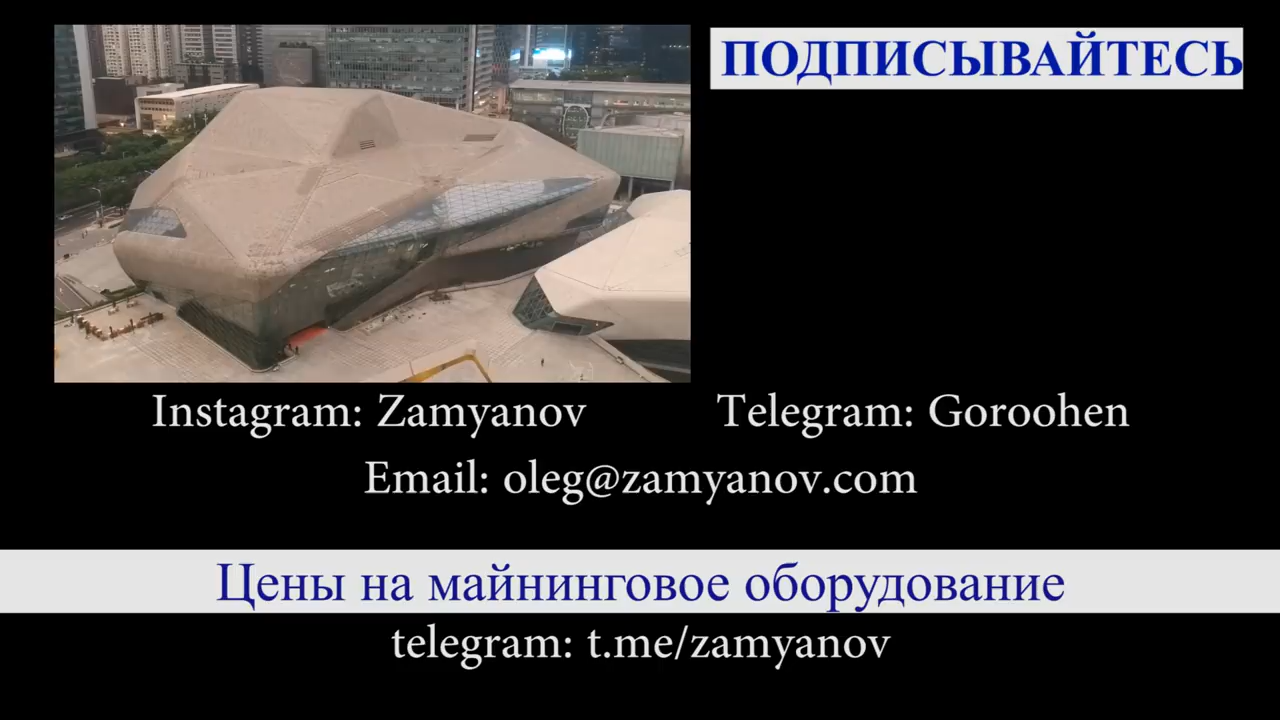 ПОДПИСЫВАЙТЕСЬ
Instagram: Zamyanov
Telegram: Goroohen
Email: oleg@zamyanov.com
Цены на майнинговое оборудование
telegram: t.me/zamyanov